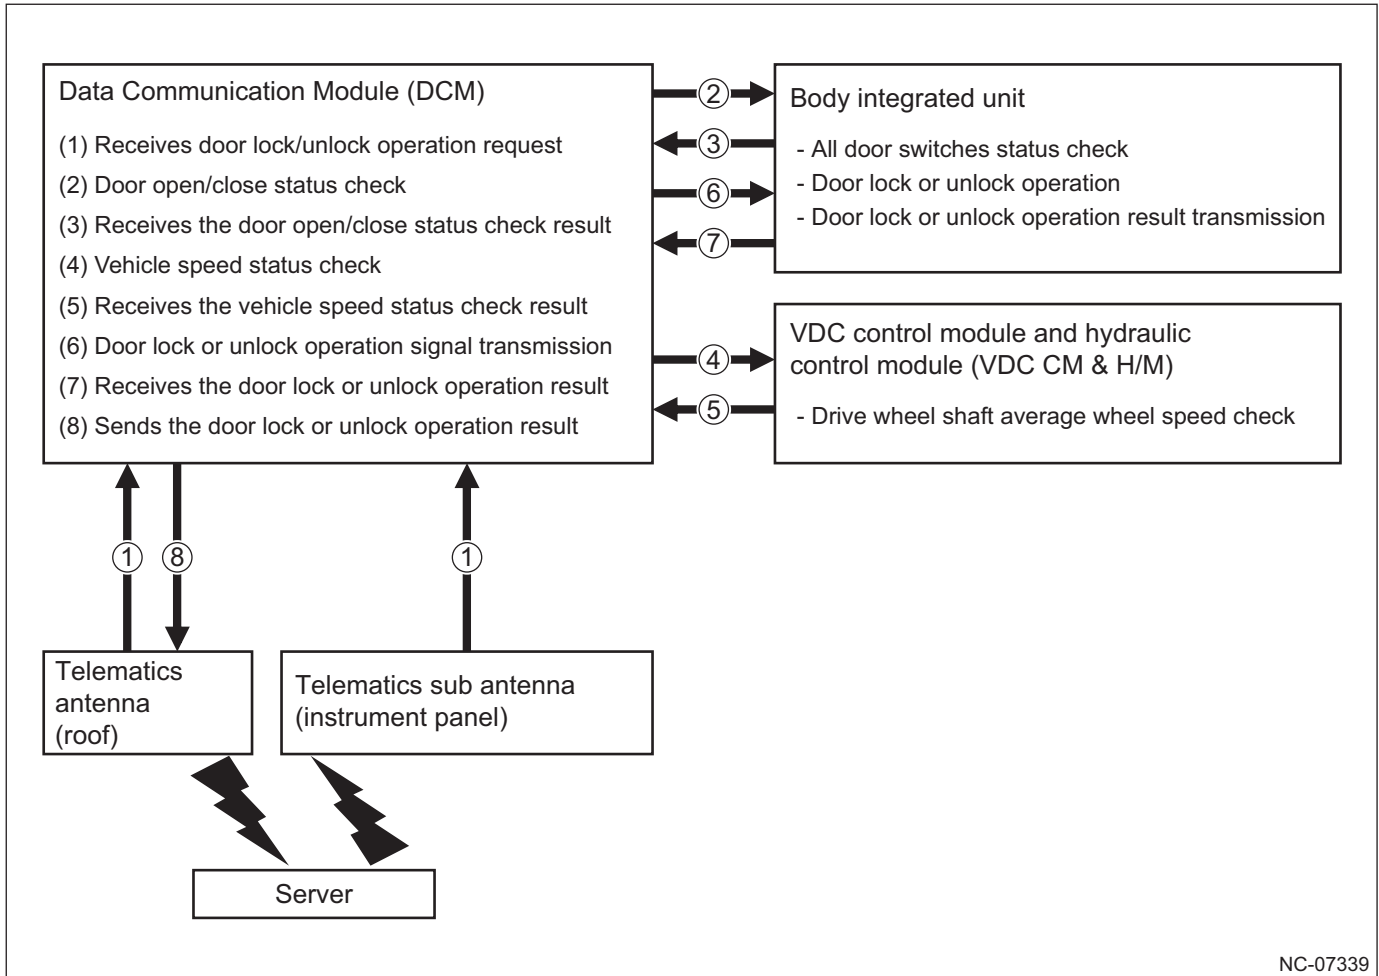 Data Communication Module (DCM)
(1) Receives door lock/unlock operation request
(2) Door open/close status check
(3) Receives the door open/close status check result
(4) Vehicle speed status check
(5) Receives the vehicle speed status check result
(6) Door lock or unlock operation signal transmission
(7) Receives the door lock or unlock operation result
(8) Sends the door lock or unlock operation result
2
3
6
7
Body integrated unit
- All door switches status check
- Door lock or unlock operation
- Door lock or unlock operation result transmission
4
5
VDC control module and hydraulic
control module (VDC CM & H/M)
- Drive wheel shaft average wheel speed check
1
8
1
Telematics
antenna
(roof)
Telematics sub antenna
(instrument panel)
Server
NC-07339